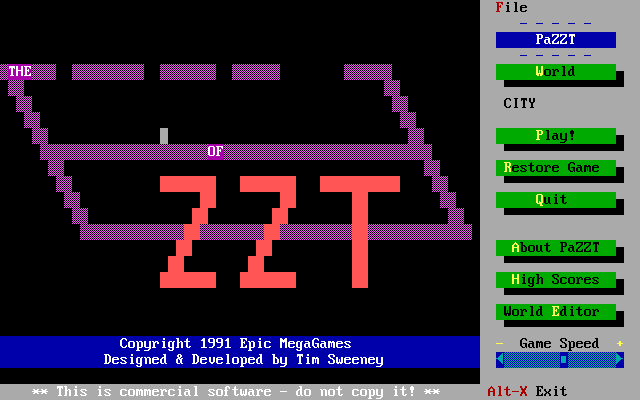 File
- - - - -
PaZZT
- - - - -
THE
World
CITY
Play!
OF
Restore Game
ZZT
Quit
About PaZZT
High Scores
World Editor
Copyright 1991 Epic MegaGames
- Game Speed +
Designed & Developed by Tim Sweeney
** This is commercial software - do not copy it! **
Alt-X Exit